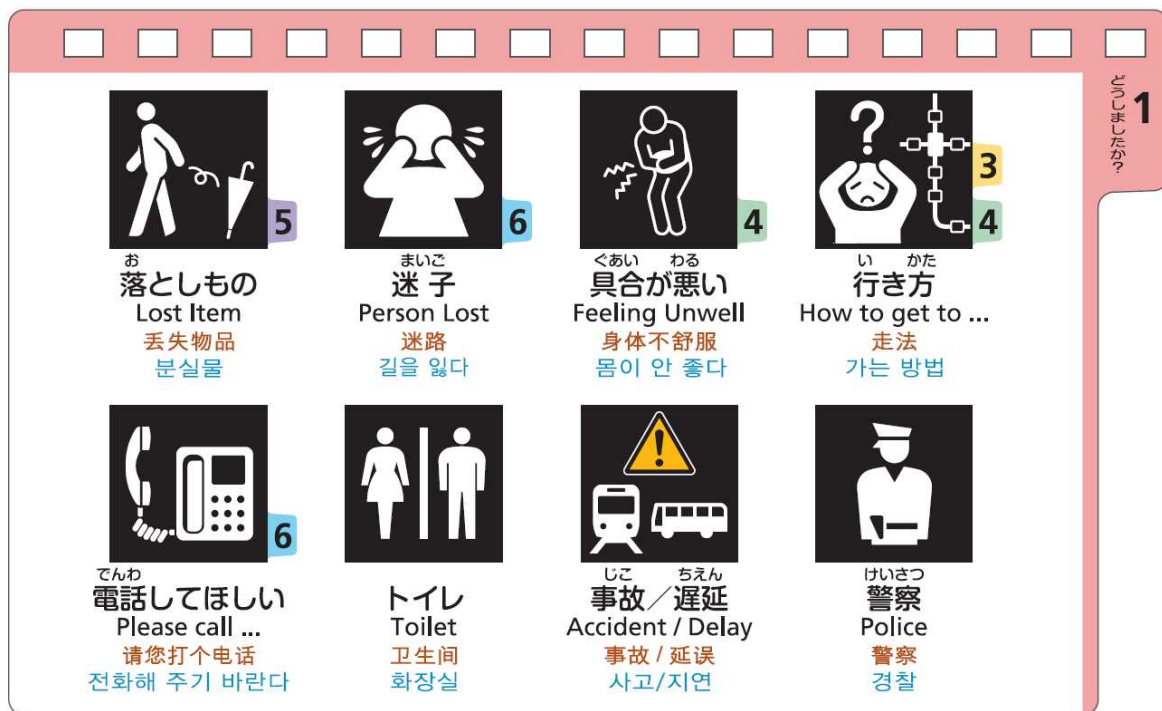 1
どうしましたか?
5
お
落としもの
Lost Item
丢失物品
분실물
6
まいご
迷子
Person Lost
迷路
길을 잃다
4
ぐあい わる
具合が悪い
Feeling Unwell
身体不舒服
몸이 안 좋다
?
3
4
い かた
行き方
How to get to ...
走法
가는 방법
6
でんわ
電話してほしい
Please call ...
请您打个电话
전화해 주기 바란다
トイレ
Toilet
卫生间
화장실
!
じこ ちえん
事故／遅延
Accident / Delay
事故 / 延误
사고/지연
けいさつ
警察
Police
警察
경찰